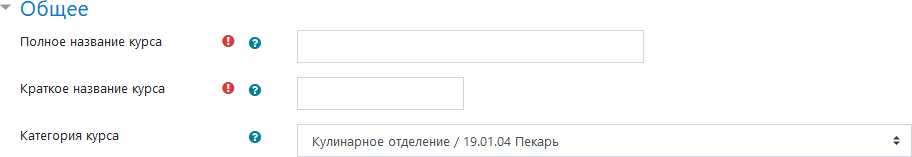 Общее
Полное название курса
Краткое название курса
Категория курса
Кулинарное отделение / 19.01.04 Пекарь